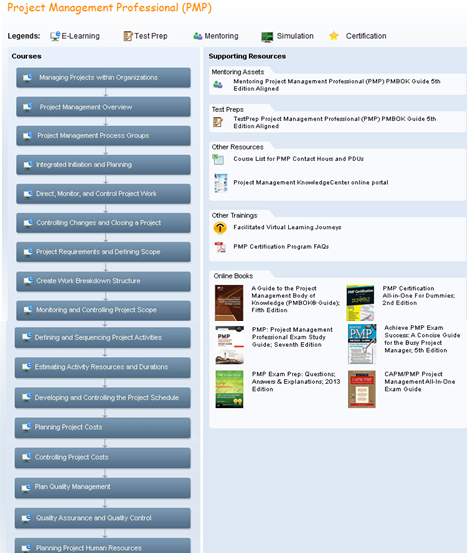 Project Management Professional (PMP)
Legends: E-Learning Test Prep Mentoring Simulation Certification
Courses
Managing Projects within Organizations
Project Management Overview
Project Management Process Groups
Integrated Initiation and Planning
Direct, Monitor, and Control Project Work
Controlling Changes and Closing a Project
Project Requirements and Defining Scope
Create Work Breakdown Structure
Monitoring and Controlling Project Scope
Defining and Sequencing Project Activities
Estimating Activity Resources and Durations
Developing and Controlling the Project Schedule
Planning Project Costs
Controlling Project Costs
Plan Quality Management
Quality Assurance and Quality Control
Planning Project Human Resources
Supporting Resources
Mentoring Assets
Mentoring Project Management Professional (PMP) PMBOK Guide 5th
Edition Aligned
Test Preps
TestPrep Project Management Professional (PMP) PMBOK Guide 5th
Edition Aligned
Other Resources
Course List for PMP Contact Hours and PDUs
Project Management KnowledgeCenter online portal
Other Trainings
Facilitated Virtual Learning Journeys
PMP Certification Program FAQs
Online Books
A Guide to the Project
Management Body of
Knowledge (PMBOK® Guide);
Fifth Edition
PMP Certification
All-in-One For Dummies;
2nd Edition
PMP: Project Management
Professional Exam Study
Guide; Seventh Edition
Achieve PMP Exam
Success: A Concise Guide
for the Busy Project
Manager, 5th Edition
PMP Exam Prep: Questions;
Answers & Explanations; 2013
Edition
CAPM/PMP Project
Management All-In-One
Exam Guide